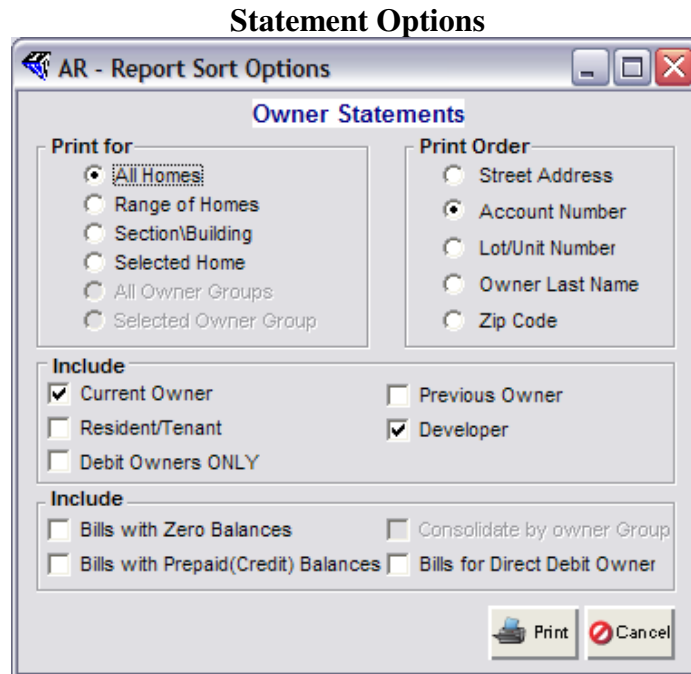 Statement Options
AR - Report Sort Options
Owner Statements
Print for
All Homes
Range of Homes
Section\Building
Selected Home
All Owner Groups
Selected Owner Group
Print Order
Street Address
Account Number
Lot/Unit Number
Owner Last Name
Zip Code
Include
Current Owner
Previous Owner
Resident/Tenant
Developer
Debit Owners ONLY
Include
Bills with Zero Balances
Consolidate by owner Group
Bills with Prepaid(Credit) Balances
Bills for Direct Debit Owner
Print
Cancel